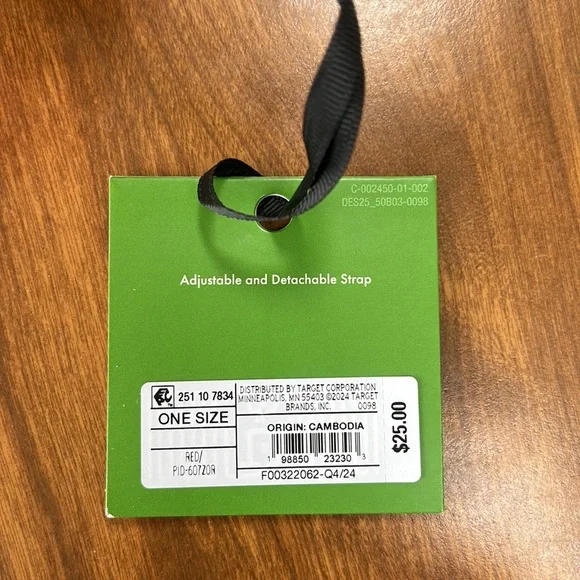 C-002450-01-002
DES25_50B03-0098
Adjustable and Detachable Strap
251 10 7834
ONE SIZE
RED/
PID-607Z0R
DISTRIBUTED BY TARGET CORPORATION
MINNEAPOLIS, MN 55403 ©2024 TARGET
BRANDS, INC. 0098
ORIGIN: CAMBODIA
1 98850 23230 3
F00322062-Q4/24
$25.00